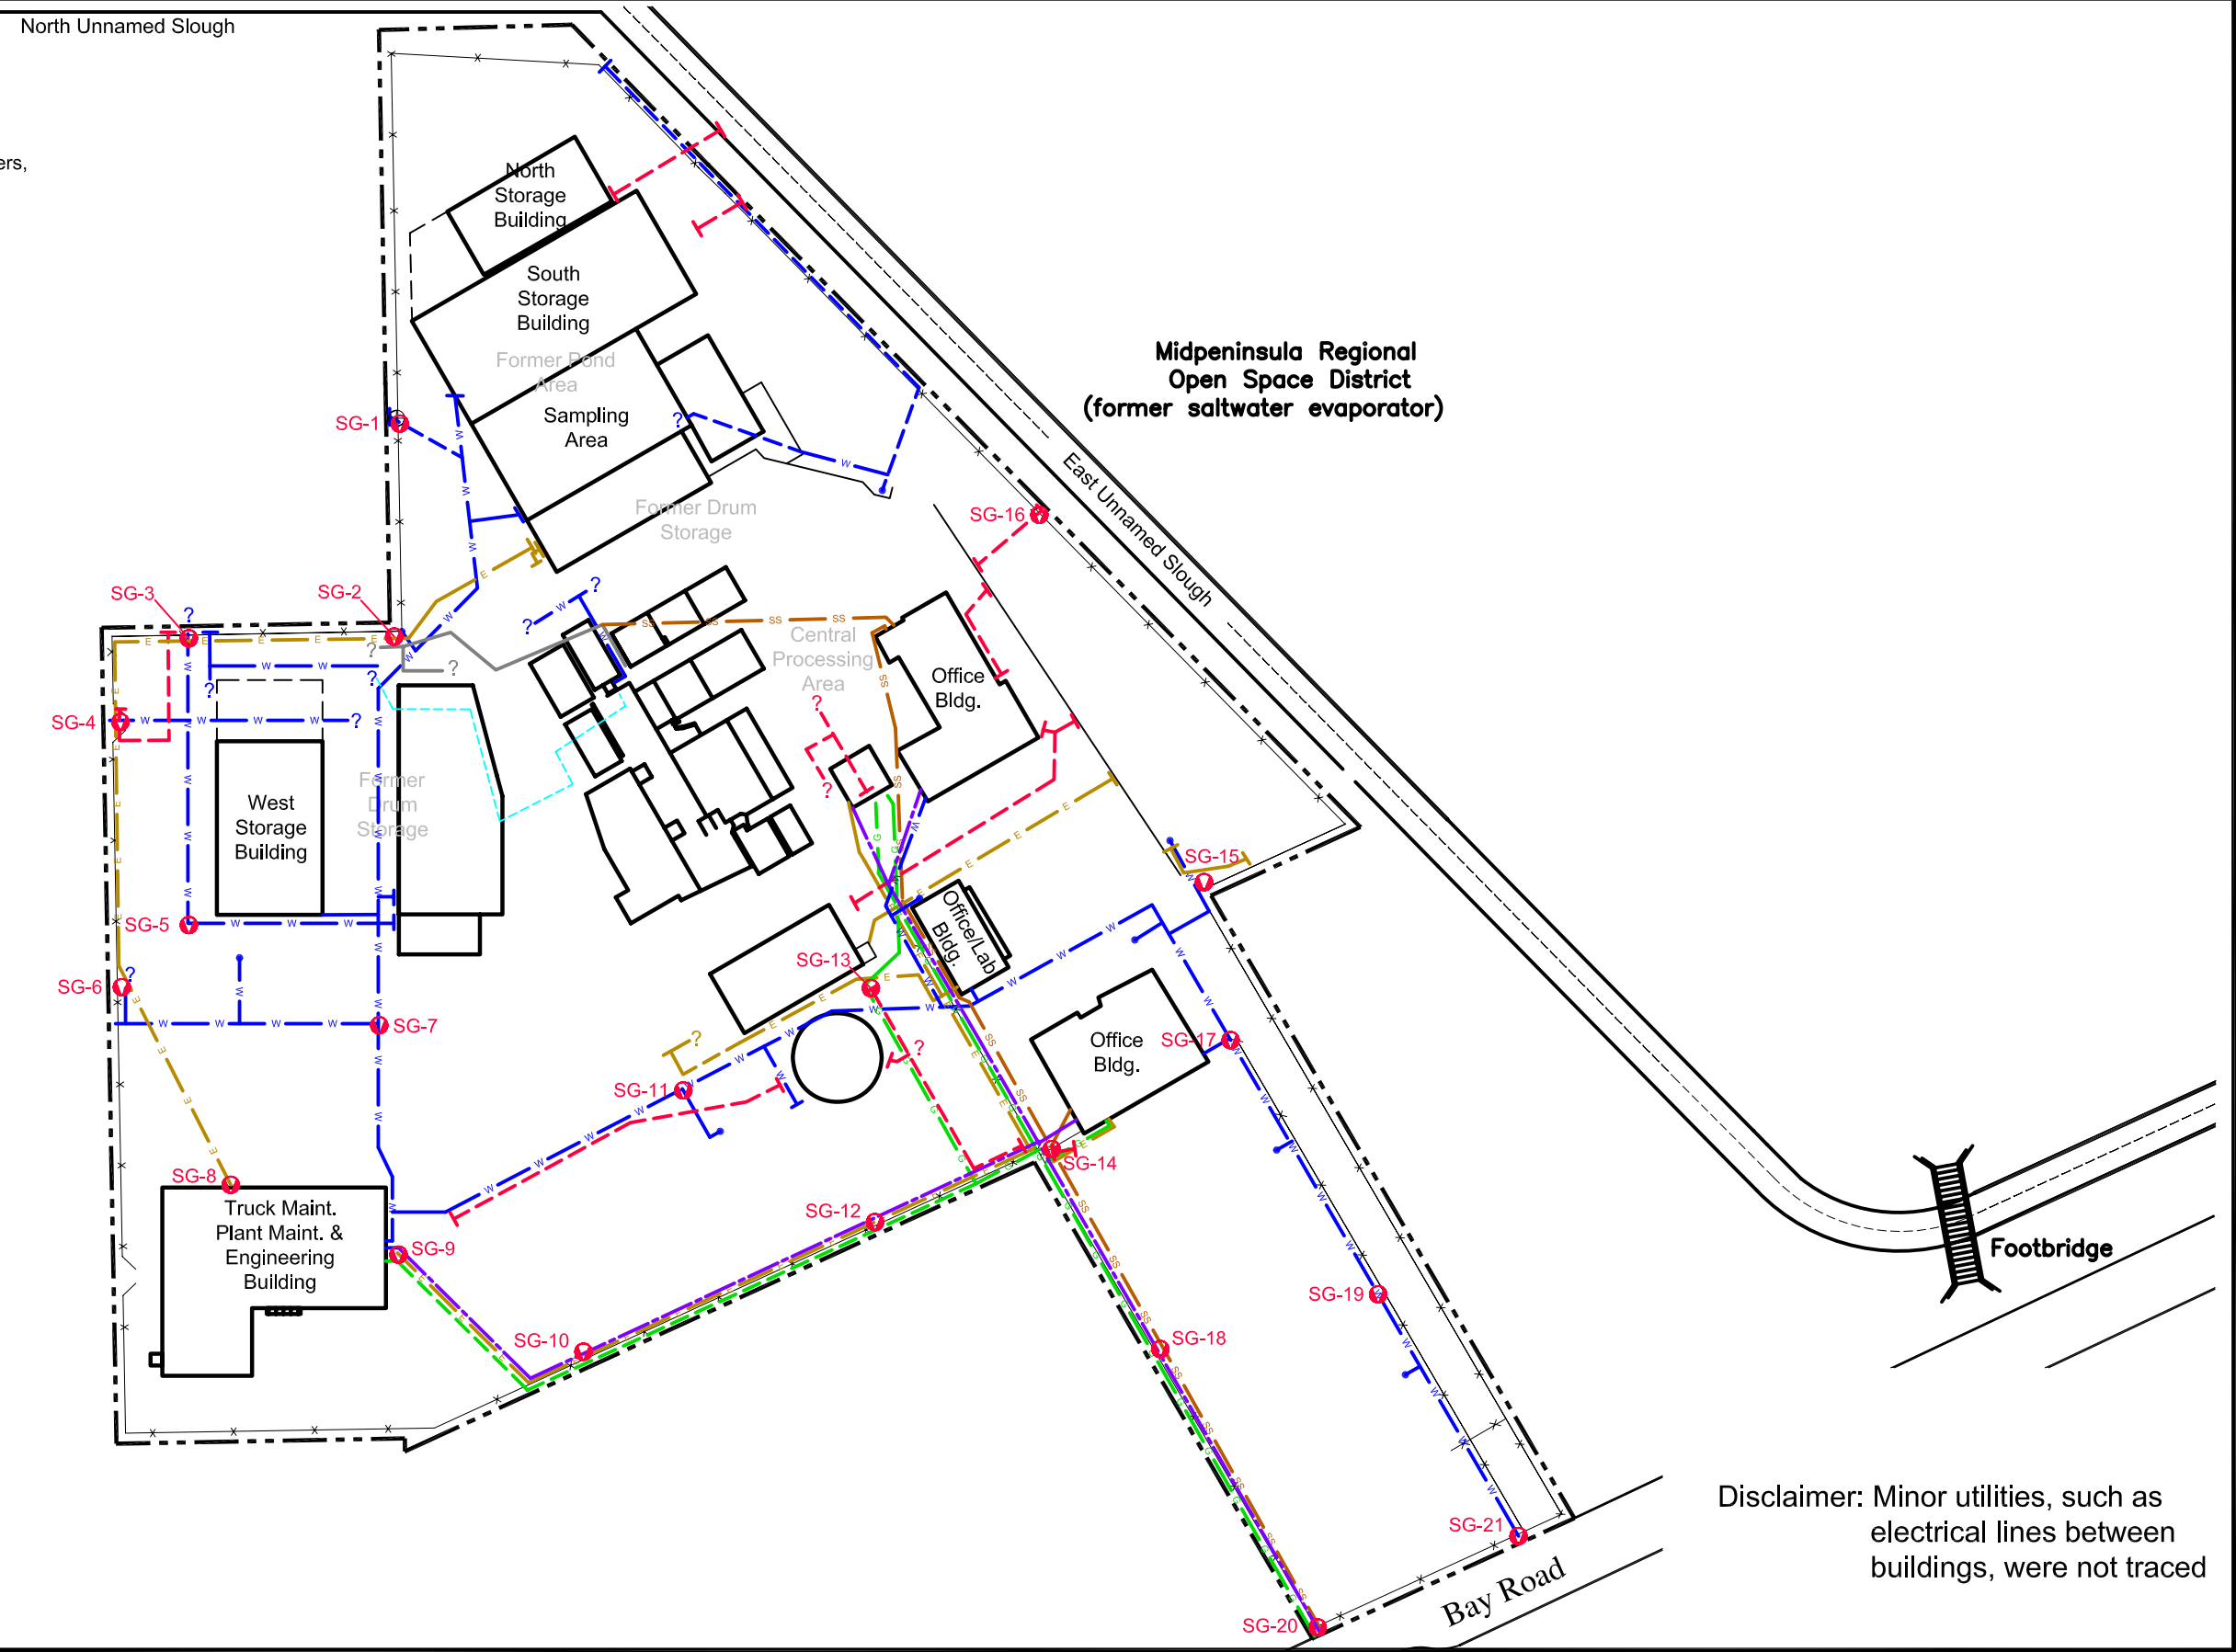 North Unnamed Slough
ers,
North
Storage
Building
South
Storage
Building
Former Pond
Area
Sampling
Area
Former Drum
Storage
Midpeninsula Regional
Open Space District
(former saltwater evaporator)
East Unnamed Slough
SG-1
SG-2
SG-3
SG-4
SG-5
SG-6
SG-7
SG-8
SG-9
SG-10
SG-11
SG-12
SG-13
SG-14
SG-15
SG-16
SG-17
SG-18
SG-19
SG-20
SG-21
Central
Processing
Area
Office
Bldg.
West
Storage
Building
Former
Drum
Storage
Office/Lab
Bldg.
Office
Bldg.
Truck Maint.
Plant Maint. &
Engineering
Building
Footbridge
Bay Road
Disclaimer: Minor utilities, such as
electrical lines between
buildings, were not traced